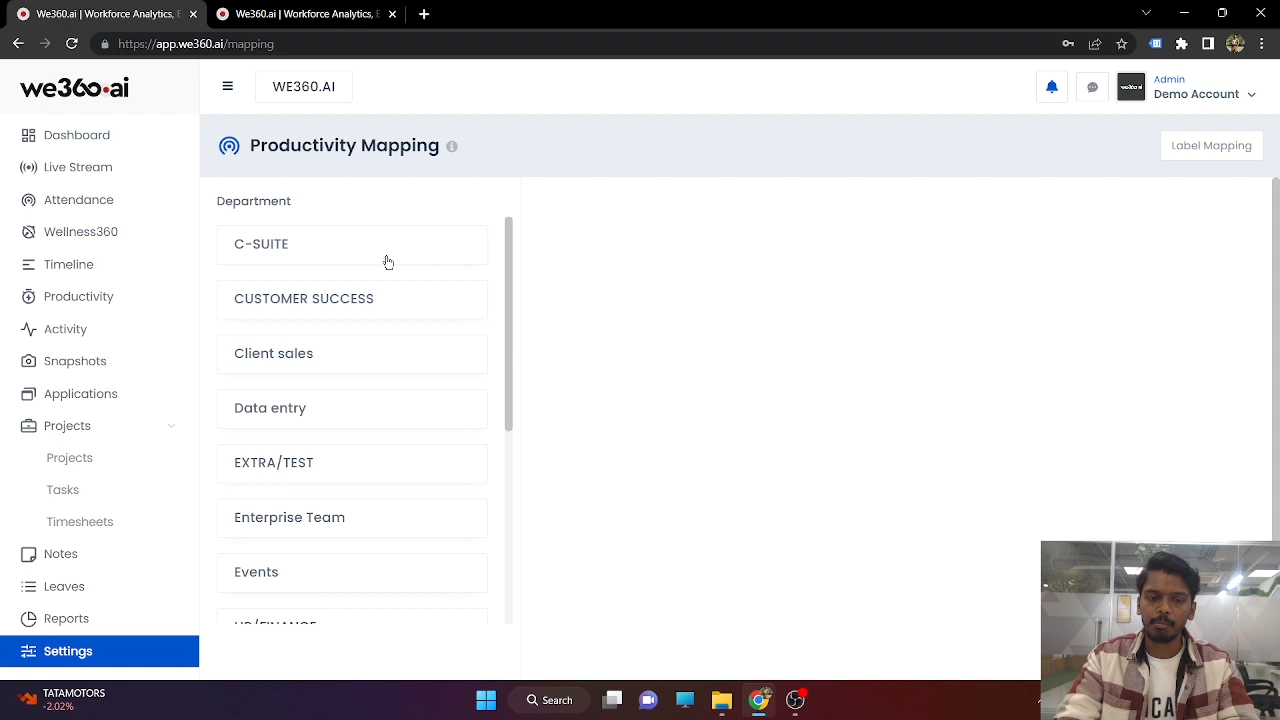 We360.ai | Workforce Analytics, E
We360.ai | Workforce Analytics, E
https://app.we360.ai/mapping
we360.ai
WE360.AI
Admin
Demo Account
Dashboard
Live Stream
Attendance
Wellness360
Timeline
Productivity
Activity
Snapshots
Applications
Projects
Projects
Tasks
Timesheets
Notes
Leaves
Reports
Settings
Productivity Mapping
Label Mapping
Department
C-SUITE
CUSTOMER SUCCESS
Client sales
Data entry
EXTRA/TEST
Enterprise Team
Events
HR/FINANCE
TATAMOTORS
-2.02%
Search